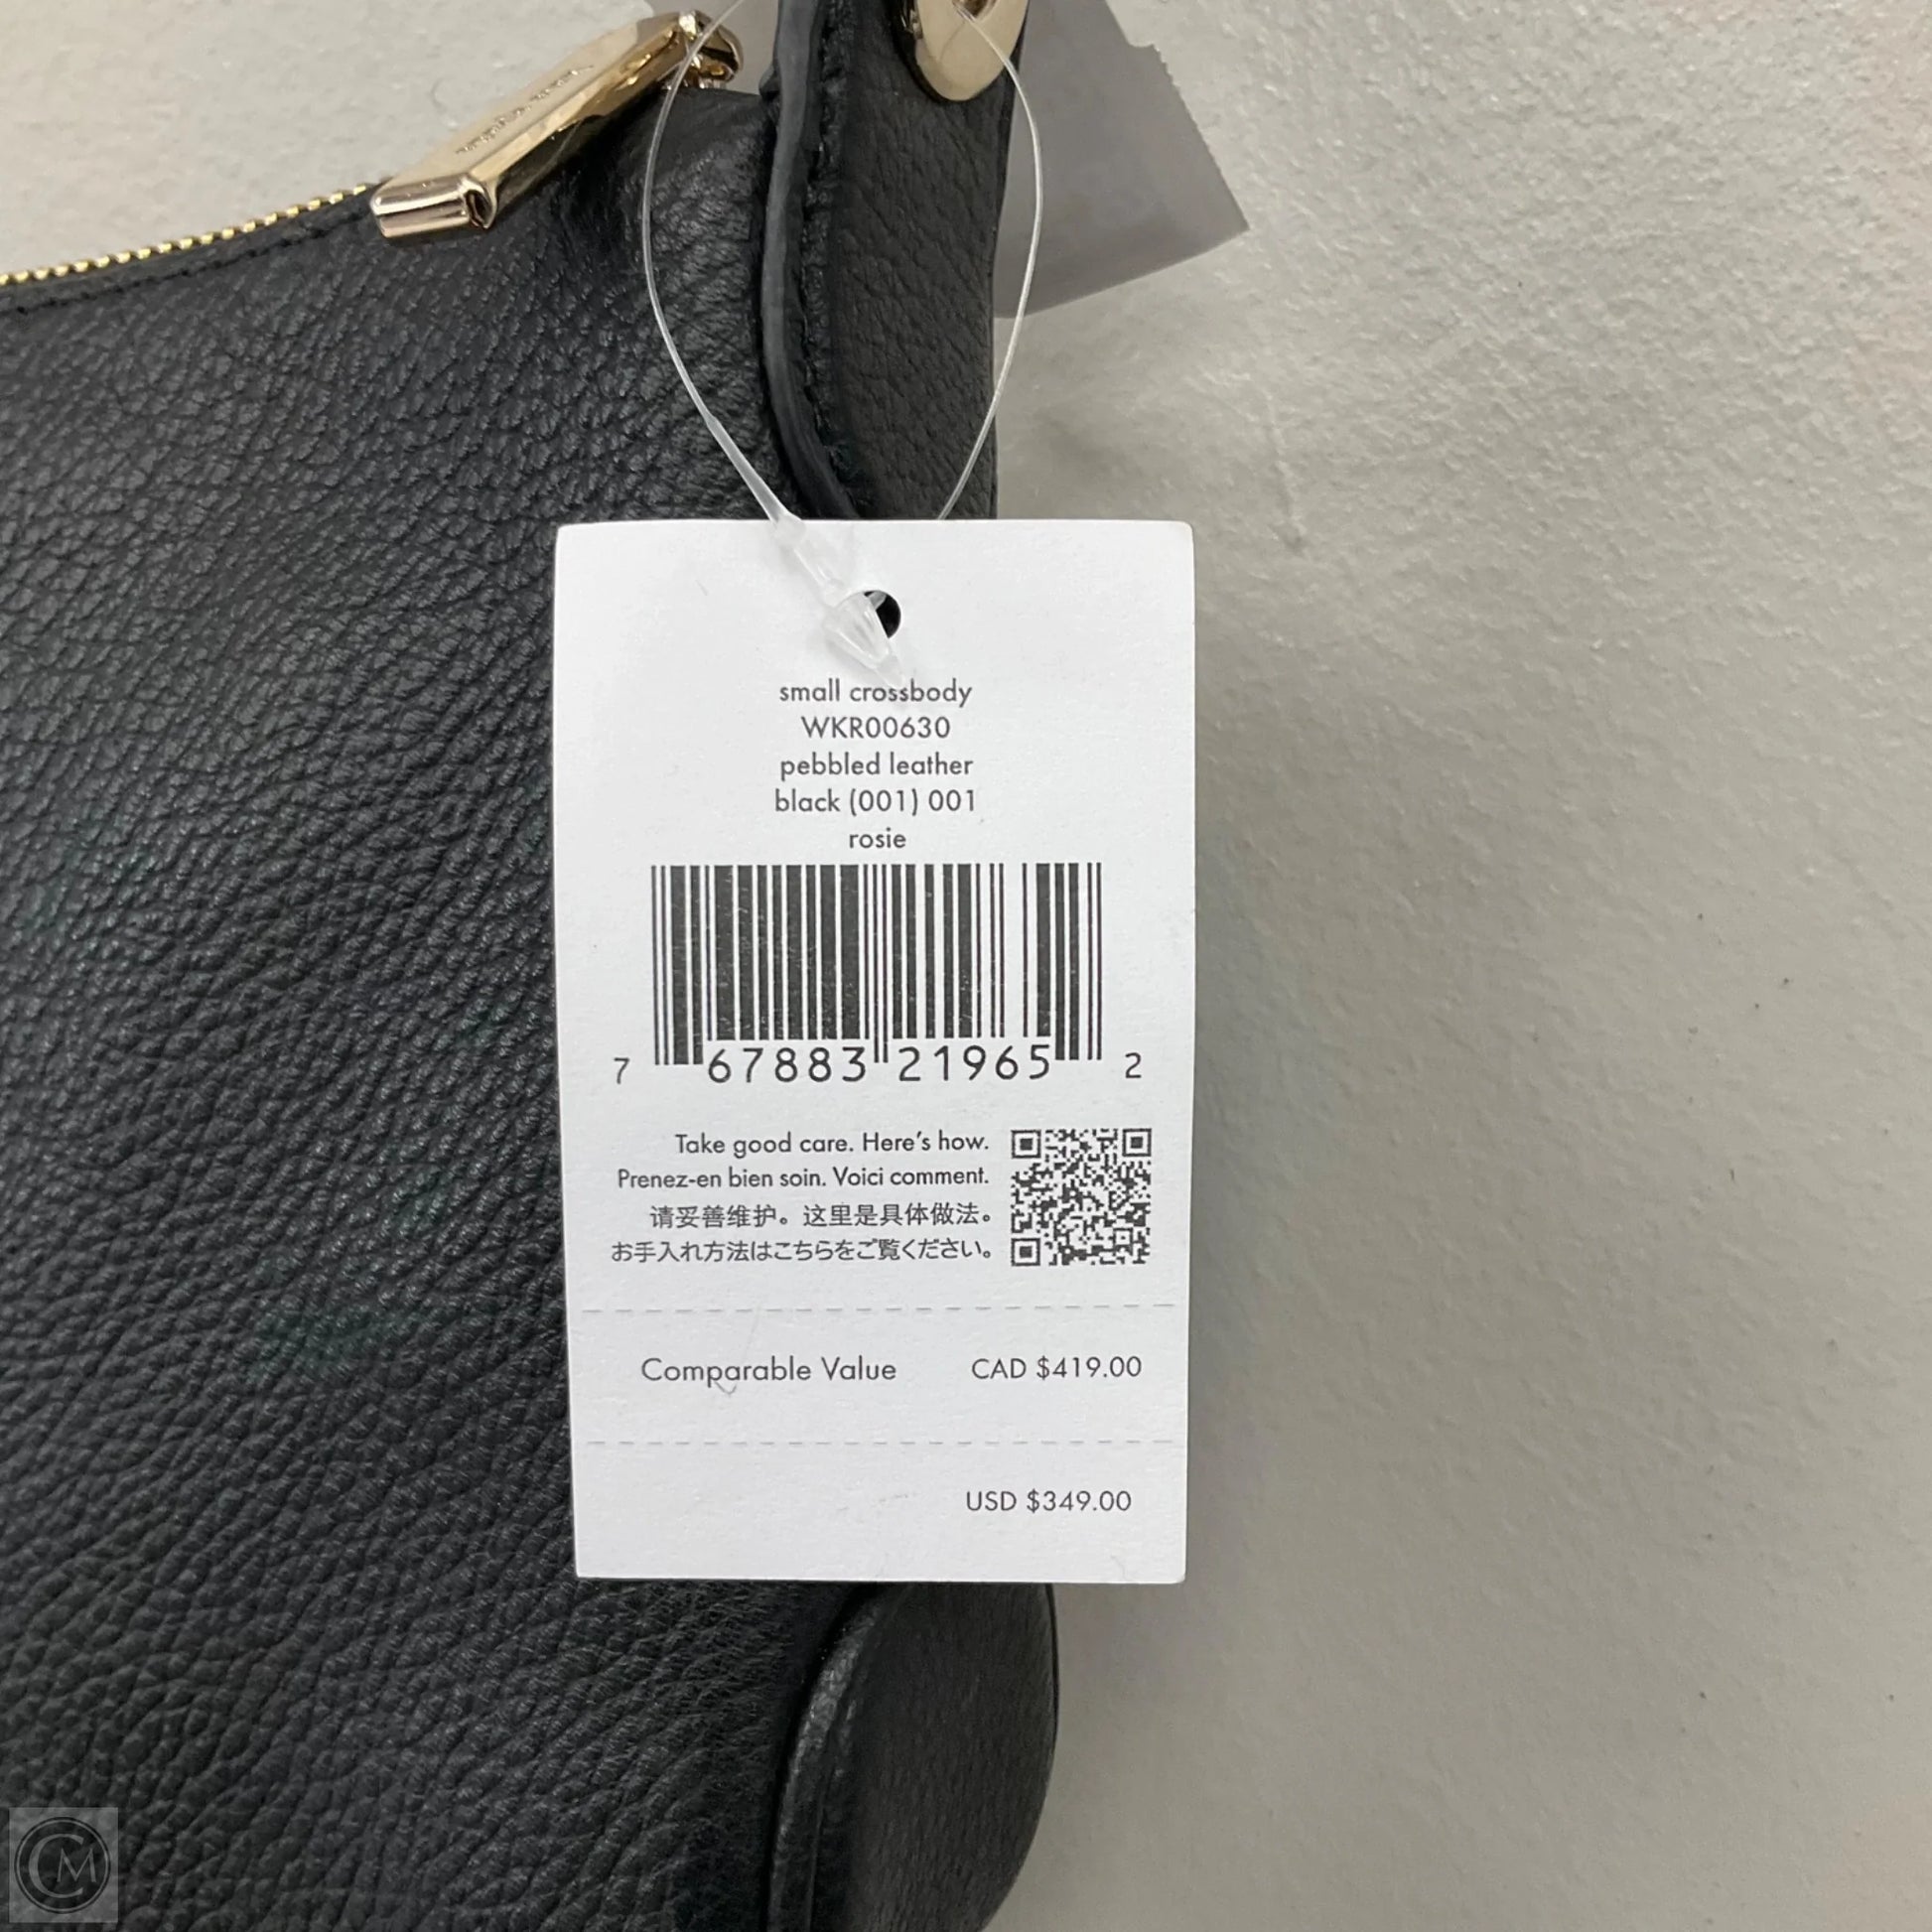 small crossbody
WKR00630
pebbled leather
black (001) 001
rosie
7 67883 21965 2
Take good care. Here's how.
Prenez-en bien soin. Voici comment.
请妥善维护。这里是具体做法。
お手入れ方法はこちらをご覧ください。
Comparable Value CAD $419.00
USD $349.00
CM